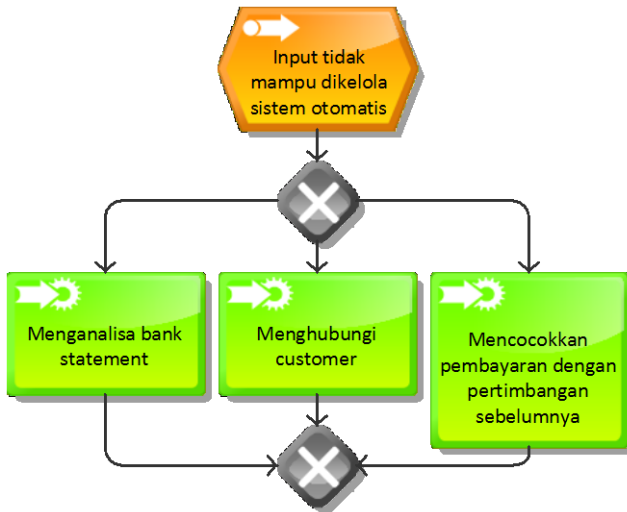 Input tidak
mampu dikelola
sistem otomatis
Menganalisa bank
statement
Menghubungi
customer
Mencocokkan
pembayaran dengan
pertimbangan
sebelumnya